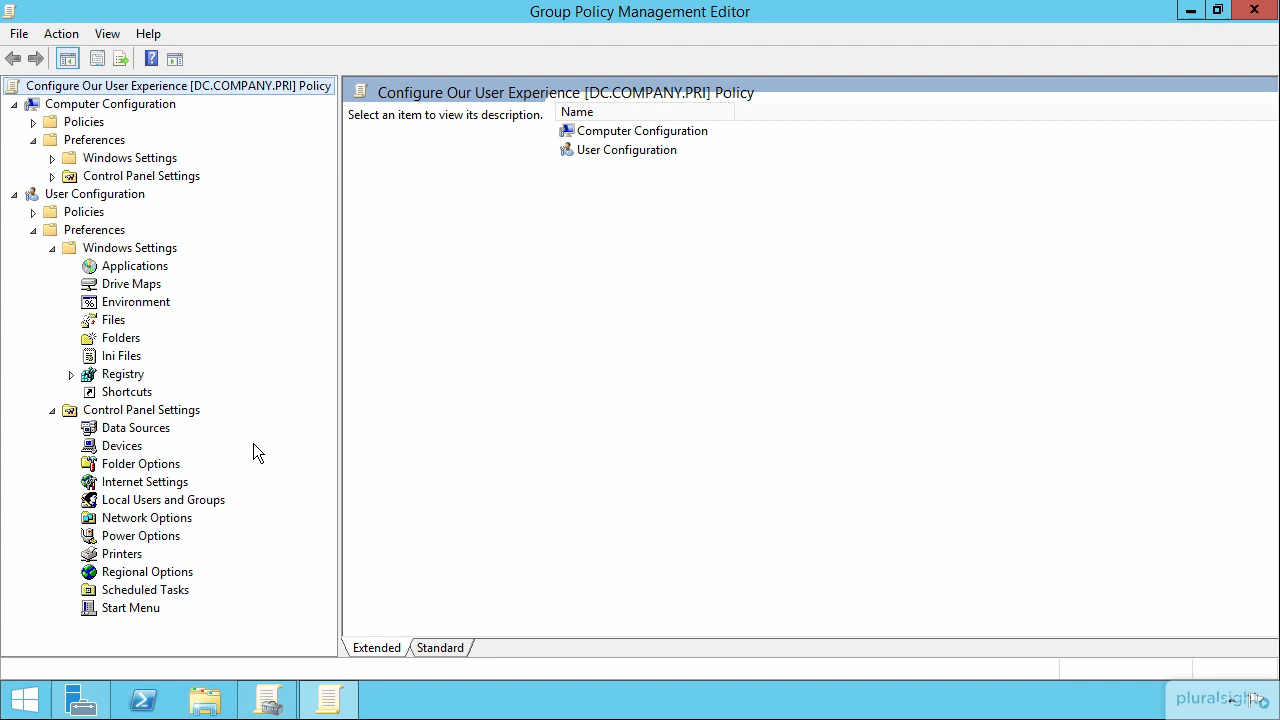 Group Policy Management Editor
File Action View Help
Configure Our User Experience [DC.COMPANY.PRI] Policy
Computer Configuration
Policies
Preferences
Windows Settings
Control Panel Settings
User Configuration
Policies
Preferences
Windows Settings
Applications
Drive Maps
Environment
Files
Folders
Ini Files
Registry
Shortcuts
Control Panel Settings
Data Sources
Devices
Folder Options
Internet Settings
Local Users and Groups
Network Options
Power Options
Printers
Regional Options
Scheduled Tasks
Start Menu
Configure Our User Experience [DC.COMPANY.PRI] Policy
Select an item to view its description.
Name
Computer Configuration
User Configuration
Extended Standard
pluralsight